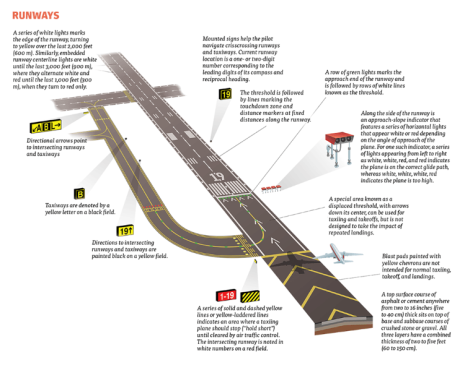 RUNWAYS
A series of white lights marks
the edge of the runway, turning
to yellow over the last 2,000 feet
(600 m). Similarly, embedded
runway centerline lights are white
until the last 3,000 feet (900 m),
where they alternate white and
red until the last 1,000 feet (300
m), when they turn to red only.
Mounted signs help the pilot
navigate crisscrossing runways
and taxiways. Current runway
location is a one- or two-digit
number corresponding to the
leading digits of its compass and
reciprocal heading.
19
The threshold is followed
by lines marking the
touchdown zone and
distance markers at fixed
distances along the runway.
A row of green lights marks the
approach end of the runway and
is followed by rows of white lines
known as the threshold.
Along the side of the runway is
an approach-slope indicator that
features a series of horizontal lights
that appear white or red depending
on the angle of approach of the
plane. For one such indicator, a series
of lights appearing from left to right
as white, white, red, and red indicates
the plane is on the correct glide path,
whereas white, white, white, red
indicates the plane is too high.
↙A B L→
Directional arrows point
to intersecting runways
and taxiways
B
Taxiways are denoted by a
yellow letter on a black field.
19↑
Directions to intersecting
runways and taxiways are
painted black on a yellow field.
19
A special area known as a
displaced threshold, with arrows
down its center, can be used for
taxiing and takeoffs, but is not
designed to take the impact of
repeated landings.
Blast pads painted with
yellow chevrons are not
intended for normal taxiing,
takeoff, and landings.
1-19
A series of solid and dashed yellow
lines or yellow-laddered lines
indicates an area where a taxiing
plane should stop ("hold short")
until cleared by air traffic control.
The intersecting runway is noted in
white numbers on a red field.
A top surface course of
asphalt or cement anywhere
from two to 16 inches (five
to 40 cm) thick sits on top of
base and subbase courses of
crushed stone or gravel. All
three layers have a combined
thickness of two to five feet
(60 to 150 cm).